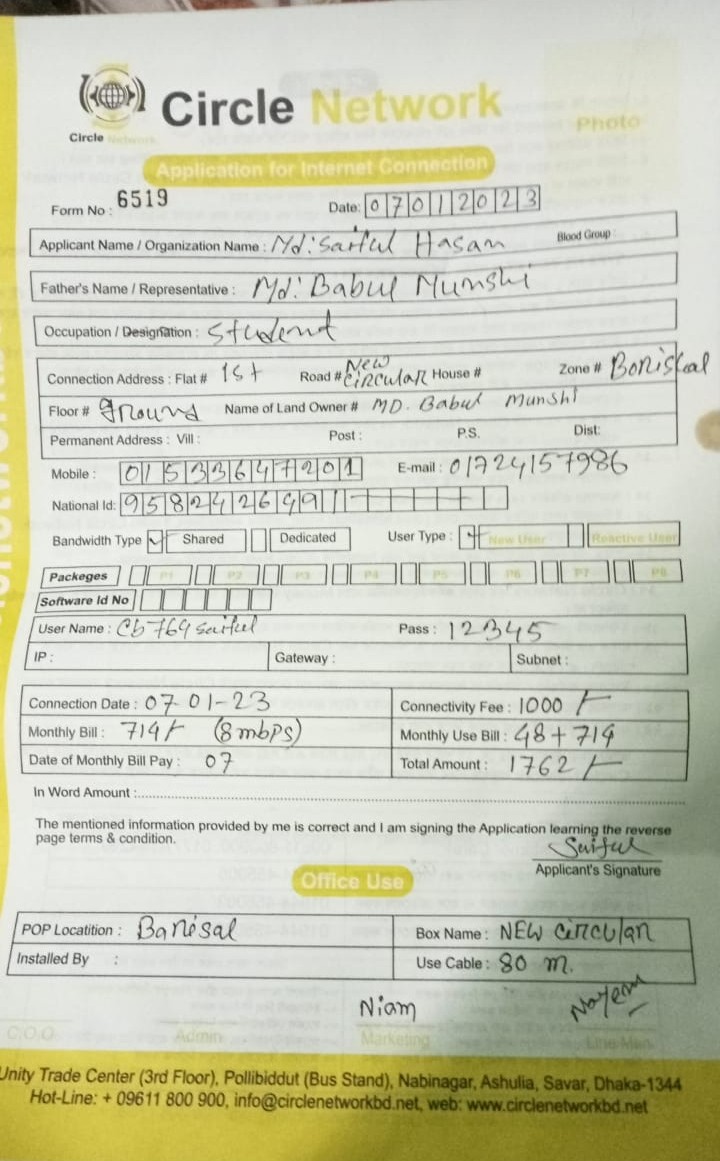 Circle Network
Circle Network
Photo
Application for Internet Connection
Form No : 6519
Date: 07012023
Applicant Name / Organization Name : Md: Saiful Hasan Blood Group
Father's Name / Representative : Md: Babul Munshi
Occupation / Designation : Student
Connection Address : Flat # 1st Road # New Circular House # Zone # Borishal
Floor # ground Name of Land Owner # MD. Babul Munshi
Permanent Address : Vill : Post : P.S. Dist:
Mobile : 01533647201 E-mail : 01724157986
National Id: 9582426491
Bandwidth Type Shared Dedicated User Type : New User Reactive User
Packeges P1 P2 P3 P4 P5 P6 P7 P8
Software Id No
User Name : Cb764saiful Pass : 12345
IP : Gateway : Subnet :
Connection Date : 07-01-23 Connectivity Fee : 1000/-
Monthly Bill : 714/- (8mbps) Monthly Use Bill : 48+714
Date of Monthly Bill Pay : 07 Total Amount : 1762/-
In Word Amount :
The mentioned information provided by me is correct and I am signing the Application learning the reverse
page terms & condition.
Saiful
Applicant's Signature
Office Use
POP Locatition : Barisal Box Name : NEW Circular
Installed By : Use Cable : 80 m.
Niam Nayem
C.O.O Admin Marketing Line Man
Unity Trade Center (3rd Floor), Pollibiddut (Bus Stand), Nabinagar, Ashulia, Savar, Dhaka-1344
Hot-Line: + 09611 800 900, info@circlenetworkbd.net, web: www.circlenetworkbd.net